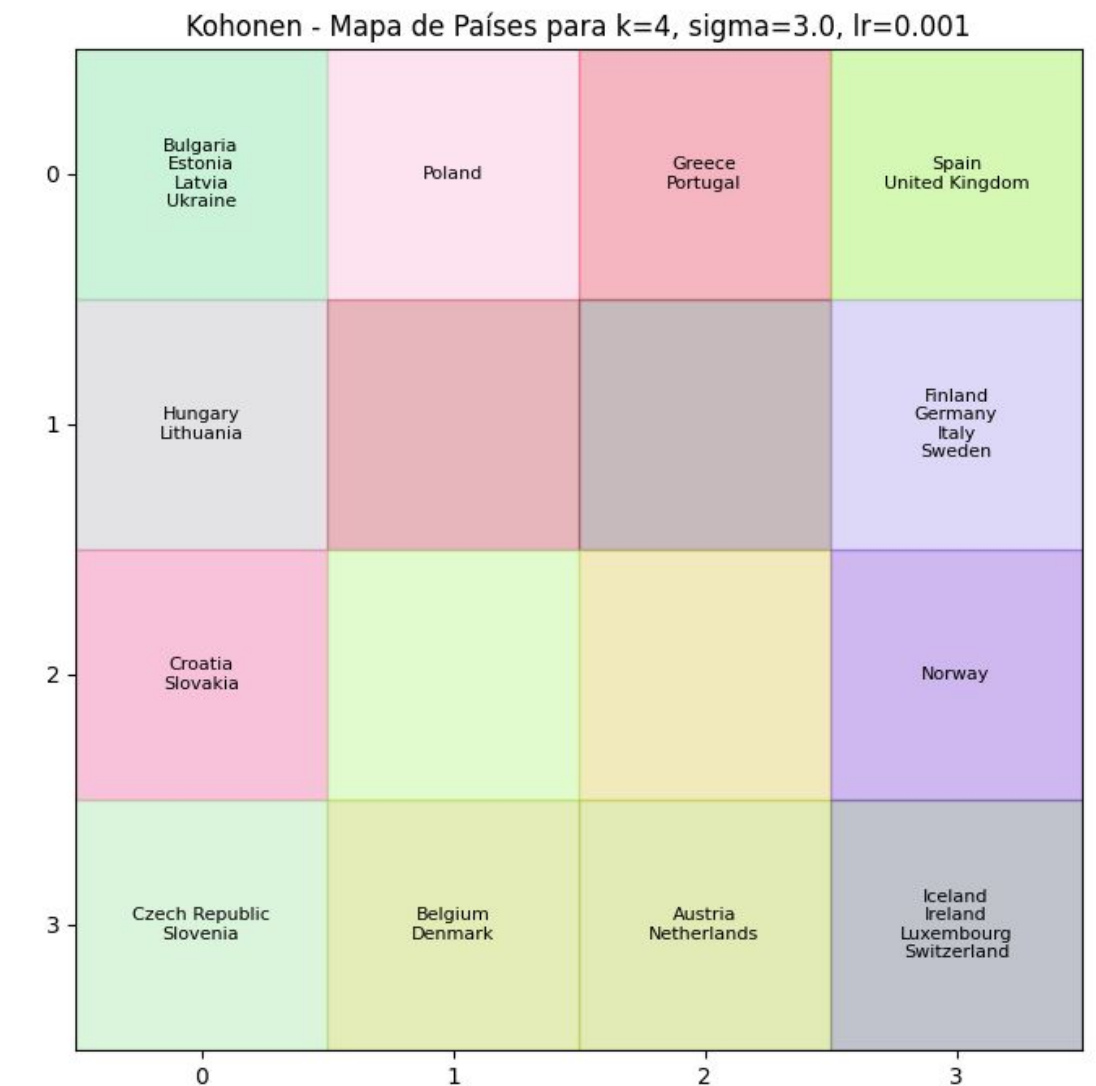 Kohonen - Mapa de Países para k=4, sigma=3.0, lr=0.001
0
Bulgaria
Estonia
Latvia
Ukraine
Poland
Greece
Portugal
Spain
United Kingdom
1
Hungary
Lithuania
Finland
Germany
Italy
Sweden
2
Croatia
Slovakia
Norway
3
Czech Republic
Slovenia
Belgium
Denmark
Austria
Netherlands
Iceland
Ireland
Luxembourg
Switzerland
0 1 2 3